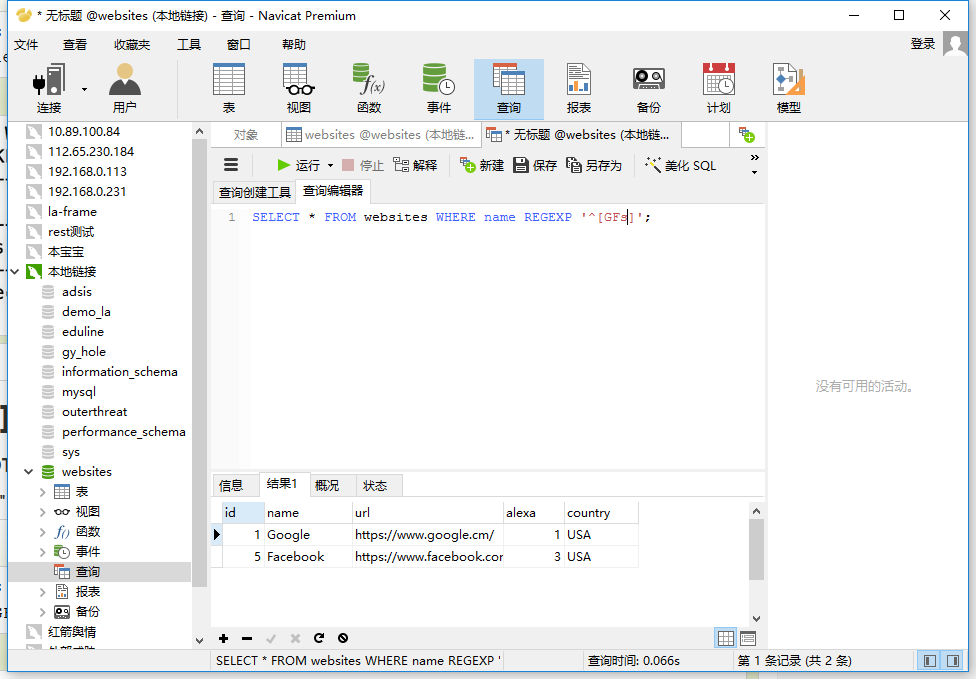 * 无标题 @websites (本地链接) - 查询 - Navicat Premium
文件 查看 收藏夹 工具 窗口 帮助 登录
连接 用户 表 视图 函数 事件 查询 报表 备份 计划 模型
对象 websites @websites (本地链... * 无标题 @websites (本地链...
运行 停止 解释 新建 保存 另存为 美化 SQL
查询创建工具 查询编辑器
1 SELECT * FROM websites WHERE name REGEXP '^[GFs]';
10.89.100.84
112.65.230.184
192.168.0.113
192.168.0.231
la-frame
rest测试
本宝宝
本地链接
adsis
demo_la
eduline
gy_hole
information_schema
mysql
outerthreat
performance_schema
sys
websites
表
视图
函数
事件
查询
报表
备份
红箭舆情
没有可用的活动。
信息 结果1 概况 状态
id name url alexa country
1 Google https://www.google.cm/ 1 USA
5 Facebook https://www.facebook.cor 3 USA
SELECT * FROM websites WHERE name REGEXP '
查询时间: 0.066s
第 1 条记录 (共 2 条)